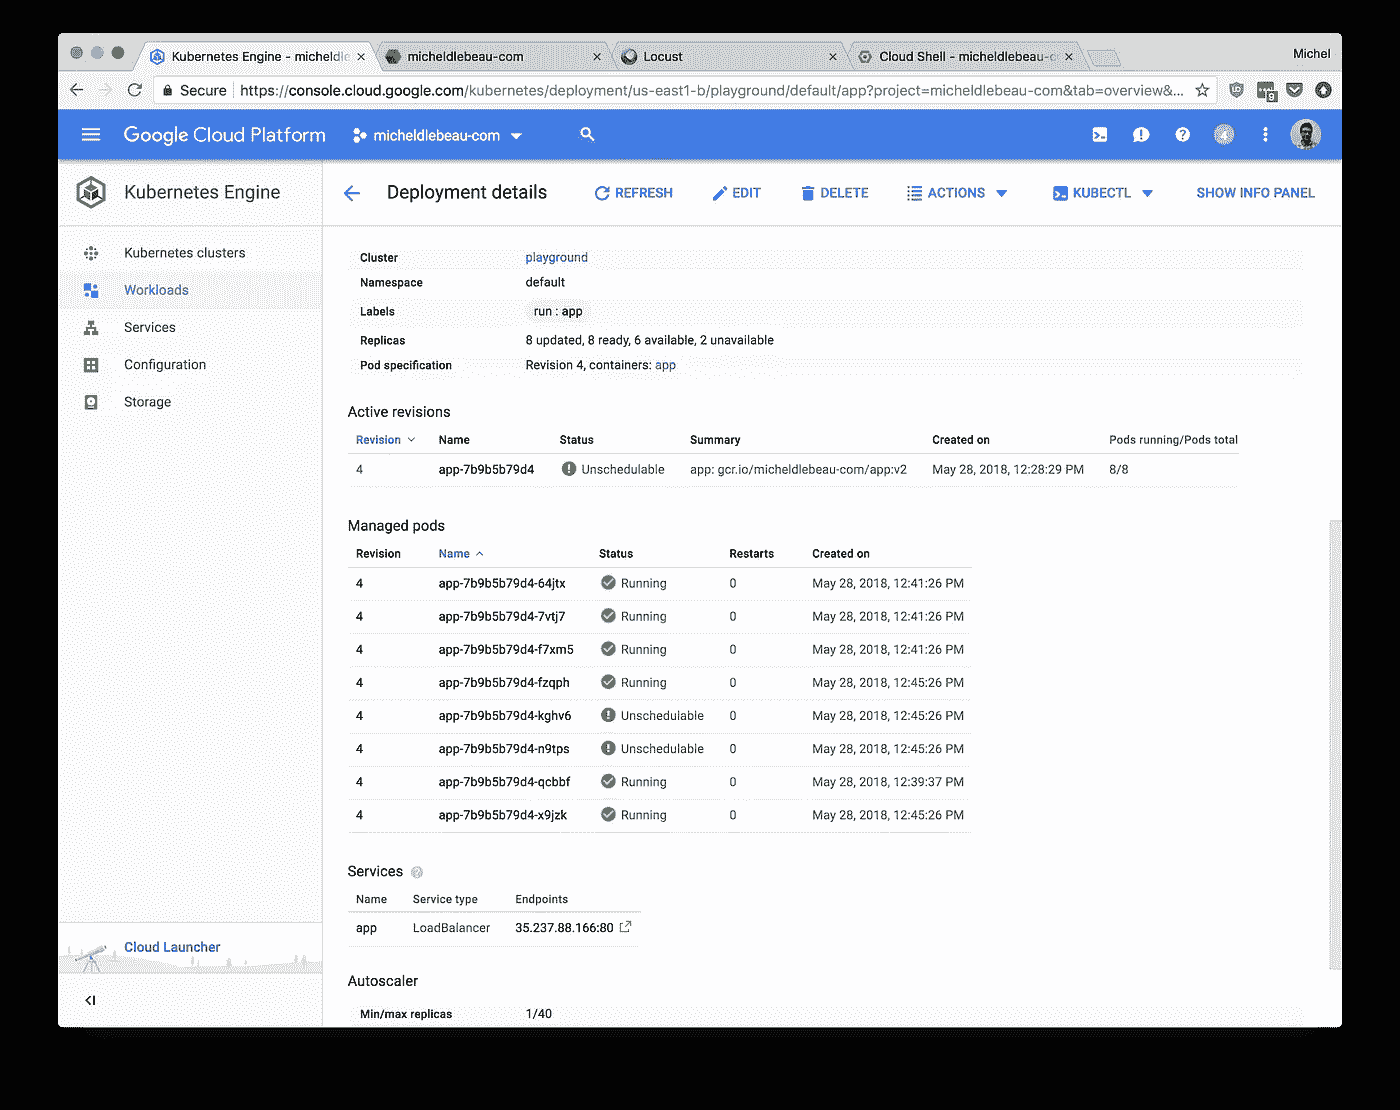 Kubernetes Engine - micheldle
micheldlebeau-com
Locust
Cloud Shell - micheldlebeau-c
Michel
Secure
https://console.cloud.google.com/kubernetes/deployment/us-east1-b/playground/default/app?project=micheldlebeau-com&tab=overview&...
9
Google Cloud Platform
micheldlebeau-com
4
Kubernetes Engine
Deployment details
REFRESH
EDIT
DELETE
ACTIONS
KUBECTL
SHOW INFO PANEL
Kubernetes clusters
Workloads
Services
Configuration
Storage
Cloud Launcher
Cluster playground
Namespace default
Labels run : app
Replicas 8 updated, 8 ready, 6 available, 2 unavailable
Pod specification Revision 4, containers: app
Active revisions
Revision Name Status Summary Created on Pods running/Pods total
4 app-7b9b5b79d4 Unschedulable app: gcr.io/micheldlebeau-com/app:v2 May 28, 2018, 12:28:29 PM 8/8
Managed pods
Revision Name Status Restarts Created on
4 app-7b9b5b79d4-64jtx Running 0 May 28, 2018, 12:41:26 PM
4 app-7b9b5b79d4-7vtj7 Running 0 May 28, 2018, 12:41:26 PM
4 app-7b9b5b79d4-f7xm5 Running 0 May 28, 2018, 12:41:26 PM
4 app-7b9b5b79d4-fzqph Running 0 May 28, 2018, 12:45:26 PM
4 app-7b9b5b79d4-kghv6 Unschedulable 0 May 28, 2018, 12:45:26 PM
4 app-7b9b5b79d4-n9tps Unschedulable 0 May 28, 2018, 12:45:26 PM
4 app-7b9b5b79d4-qcbbf Running 0 May 28, 2018, 12:39:37 PM
4 app-7b9b5b79d4-x9jzk Running 0 May 28, 2018, 12:45:26 PM
Services
Name Service type Endpoints
app LoadBalancer 35.237.88.166:80
Autoscaler
Min/max replicas 1/40